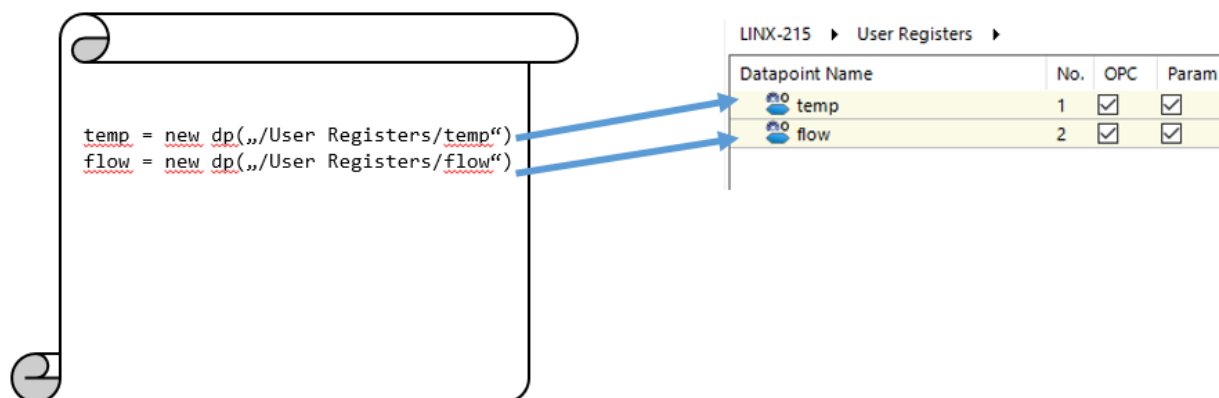 temp = new dp(„/User Registers/temp“)
flow = new dp(„/User Registers/flow“)
LINX-215 ▸ User Registers ▸
Datapoint Name No. OPC Param
temp 1
flow 2